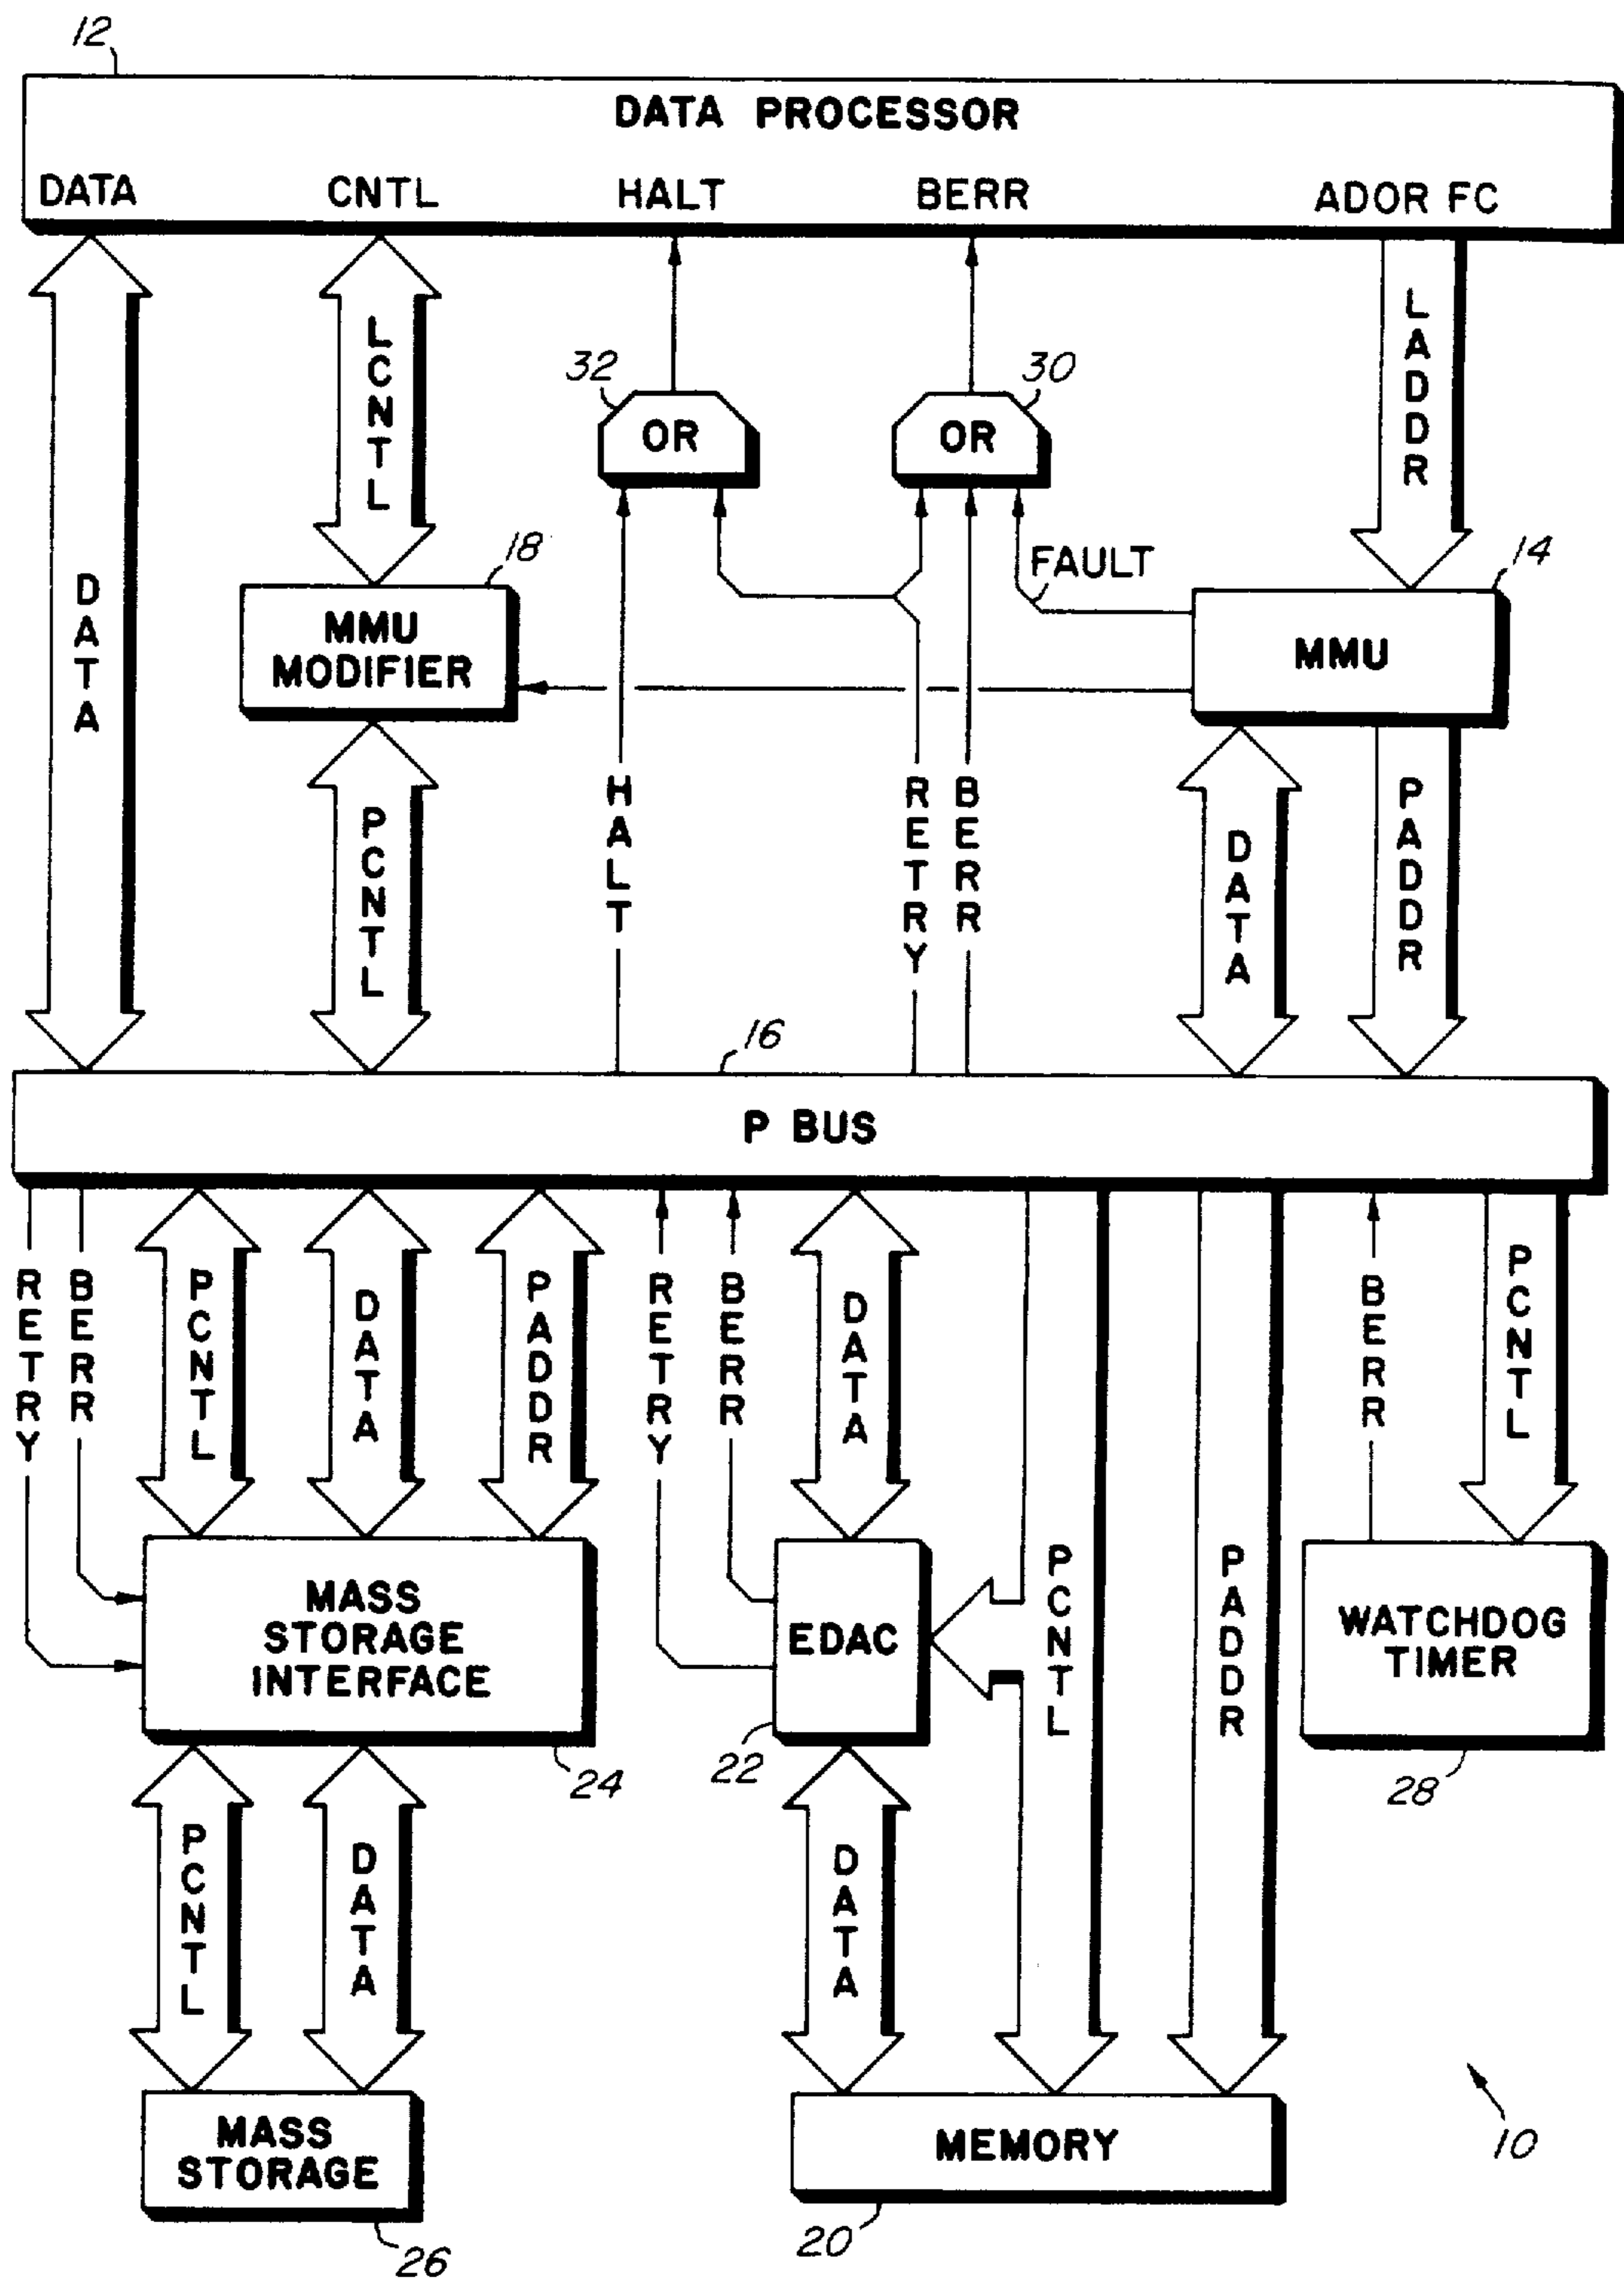 12
DATA PROCESSOR
DATA CNTL HALT BERR ADOR FC
LCNTL
LADDR
32
OR
30
OR
18
MMU
MODIFIER
FAULT
14
MMU
DATA
PCNTL
HALT
RETRY
BERR
DATA
PADDR
16
P BUS
RETRY
BERR
PCNTL
DATA
PADDR
RETRY
BERR
DATA
PCNTL
PADDR
BERR
PCNTL
MASS
STORAGE
INTERFACE
24
EDAC
22
WATCHDOG
TIMER
28
PCNTL
DATA
DATA
MASS
STORAGE
26
MEMORY
20
10